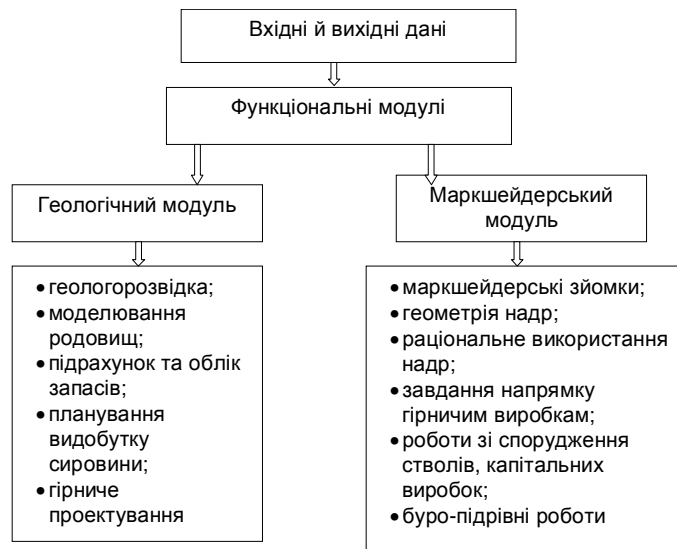 Вхідні й вихідні дані
Функціональні модулі
Геологічний модуль
Маркшейдерський
модуль
•геологорозвідка;
•моделювання
родовищ;
•підрахунок та облік
запасів;
•планування
видобутку
сировини;
•гірниче
проектування
•маркшейдерські зйомки;
•геометрія надр;
•раціональне використання
надр;
•завдання напрямку
гірничим виробкам;
•роботи зі спорудження
стволів, капітальних
виробок;
•буро-підрівні роботи